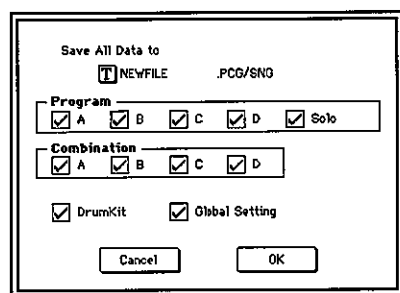 Save All Data to
T NEWFILE .PCG/SNG
Program
A B C D Solo
Combination
A B C D
DrumKit Global Setting
Cancel OK